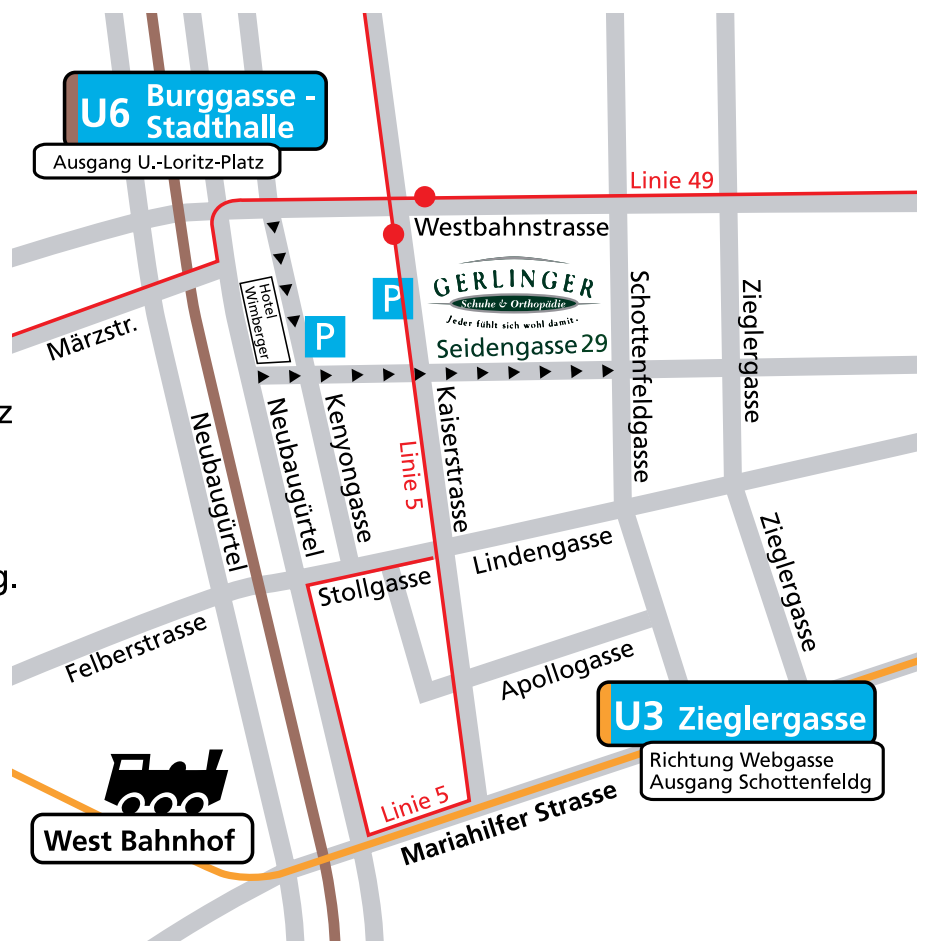 U6 Burggasse -
Stadthalle
Ausgang U.-Loritz-Platz
Linie 49
Westbahnstrasse
GERLINGER
Schuhe & Orthopädie
Jeder fühlt sich wohl damit.
Seidengasse 29
P
P
Hotel
Wimberger
Märzstr.
Schottenfeldgasse
Zieglergasse
z
Neubaugürtel
Neubaugürtel
Kenyongasse
Linie 5
Kaiserstrasse
Lindengasse
Zieglergasse
g.
Stollgasse
Felberstrasse
Apollogasse
U3 Zieglergasse
Richtung Webgasse
Ausgang Schottenfeldg
West Bahnhof
Linie 5
Mariahilfer Strasse